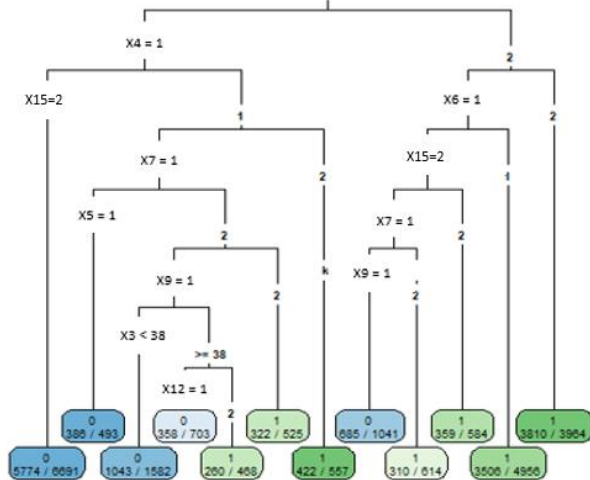 X4 = 1
2
X15=2
X6 = 1
2
1
X15=2
X7 = 1
2
1
X5 = 1
X7 = 1
2
2
X9 = 1
X9 = 1
k
2
2
X3 < 38
>= 38
X12 = 1
2
0
386 / 493
0
358 / 703
1
322 / 525
0
685 / 1041
1
359 / 584
1
3810 / 3964
0
5774 / 6691
0
1043 / 1582
1
260 / 468
1
422 / 557
1
310 / 614
1
3506 / 4956